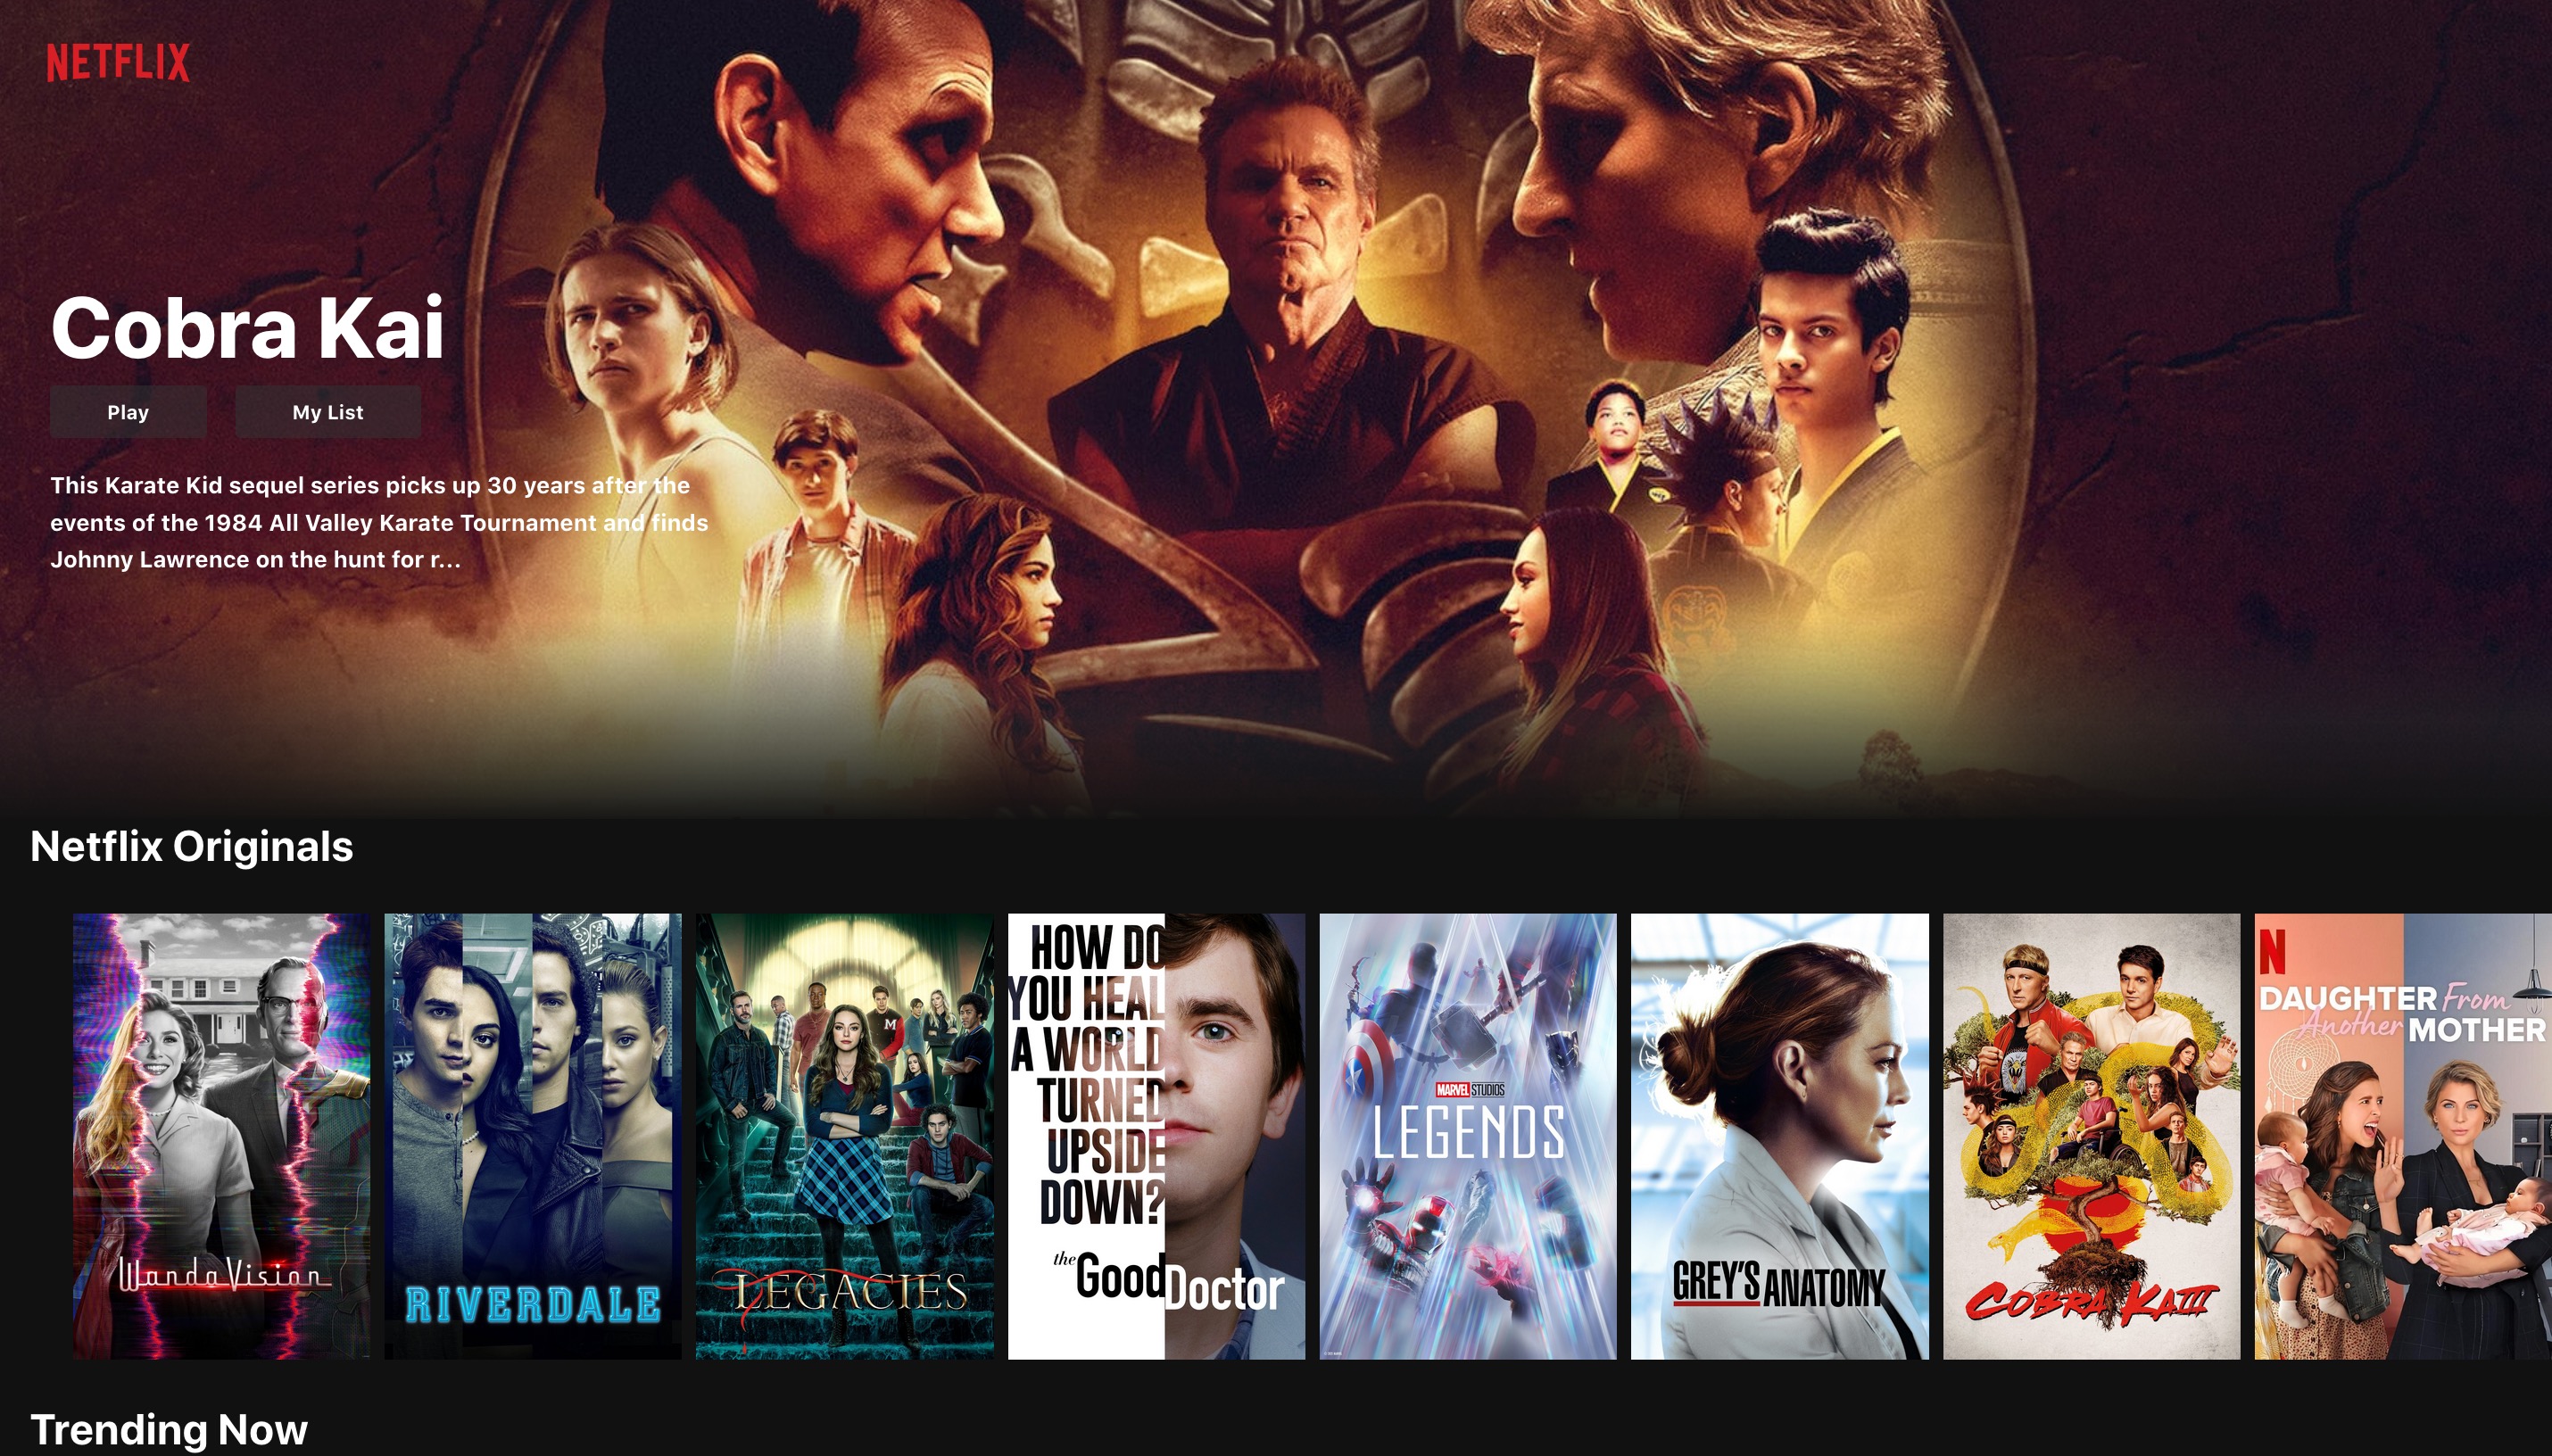 NETFLIX
Cobra Kai
Play
My List
This Karate Kid sequel series picks up 30 years after the
events of the 1984 All Valley Karate Tournament and finds
Johnny Lawrence on the hunt for r...
Netflix Originals
WandaVision
RIVERDALE
M
LEGACIES
HOW DO
YOU HEAL
A WORLD
TURNED
UPSIDE
DOWN?
the Good Doctor
MARVEL STUDIOS
LEGENDS
GREY'S ANATOMY
COBRA KAIII
N
DAUGHTER From
Another MOTHER
Trending Now